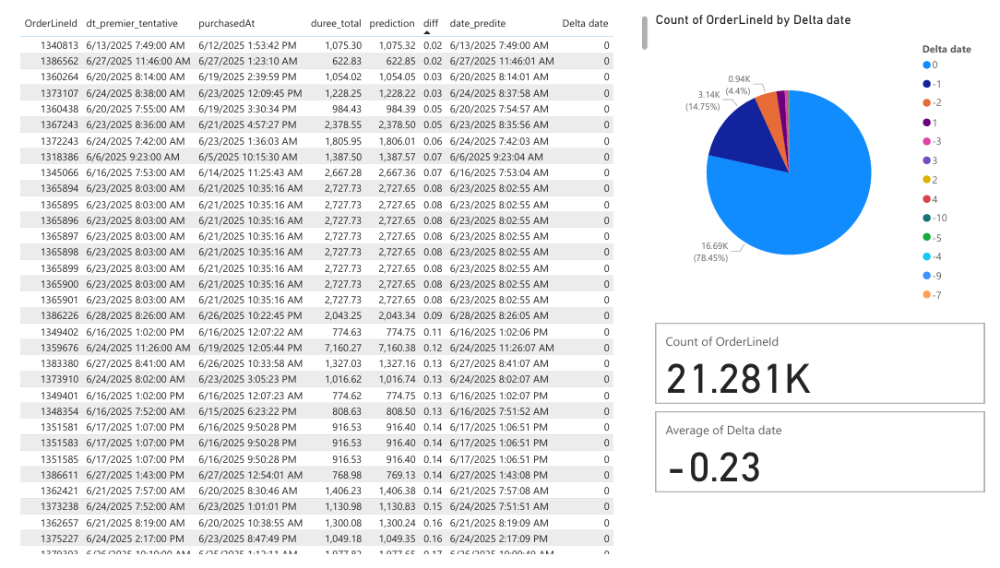 OrderLineId dt_premier_tentative purchasedAt duree_total prediction diff date_predite Delta date
1340813 6/13/2025 7:49:00 AM 6/12/2025 1:53:42 PM 1,075.30 1,075.32 0.02 6/13/2025 7:49:00 AM 0
1386562 6/27/2025 11:46:00 AM 6/27/2025 1:23:10 AM 622.83 622.85 0.02 6/27/2025 11:46:01 AM 0
1360264 6/20/2025 8:14:00 AM 6/19/2025 2:39:59 PM 1,054.02 1,054.05 0.03 6/20/2025 8:14:01 AM 0
1373107 6/24/2025 8:38:00 AM 6/23/2025 12:09:45 PM 1,228.25 1,228.22 0.03 6/24/2025 8:37:58 AM 0
1360438 6/20/2025 7:55:00 AM 6/19/2025 3:30:34 PM 984.43 984.39 0.05 6/20/2025 7:54:57 AM 0
1367243 6/23/2025 8:36:00 AM 6/21/2025 4:57:27 PM 2,378.55 2,378.50 0.05 6/23/2025 8:35:56 AM 0
1372243 6/24/2025 7:42:00 AM 6/23/2025 1:36:03 AM 1,805.95 1,806.01 0.06 6/24/2025 7:42:03 AM 0
1318386 6/6/2025 9:23:00 AM 6/5/2025 10:15:30 AM 1,387.50 1,387.57 0.07 6/6/2025 9:23:04 AM 0
1345066 6/16/2025 7:53:00 AM 6/14/2025 11:25:43 AM 2,667.28 2,667.36 0.07 6/16/2025 7:53:04 AM 0
1365894 6/23/2025 8:03:00 AM 6/21/2025 10:35:16 AM 2,727.73 2,727.65 0.08 6/23/2025 8:02:55 AM 0
1365895 6/23/2025 8:03:00 AM 6/21/2025 10:35:16 AM 2,727.73 2,727.65 0.08 6/23/2025 8:02:55 AM 0
1365896 6/23/2025 8:03:00 AM 6/21/2025 10:35:16 AM 2,727.73 2,727.65 0.08 6/23/2025 8:02:55 AM 0
1365897 6/23/2025 8:03:00 AM 6/21/2025 10:35:16 AM 2,727.73 2,727.65 0.08 6/23/2025 8:02:55 AM 0
1365898 6/23/2025 8:03:00 AM 6/21/2025 10:35:16 AM 2,727.73 2,727.65 0.08 6/23/2025 8:02:55 AM 0
1365899 6/23/2025 8:03:00 AM 6/21/2025 10:35:16 AM 2,727.73 2,727.65 0.08 6/23/2025 8:02:55 AM 0
1365900 6/23/2025 8:03:00 AM 6/21/2025 10:35:16 AM 2,727.73 2,727.65 0.08 6/23/2025 8:02:55 AM 0
1365901 6/23/2025 8:03:00 AM 6/21/2025 10:35:16 AM 2,727.73 2,727.65 0.08 6/23/2025 8:02:55 AM 0
1386226 6/28/2025 8:26:00 AM 6/26/2025 10:22:45 PM 2,043.25 2,043.34 0.09 6/28/2025 8:26:05 AM 0
1349402 6/16/2025 1:02:00 PM 6/16/2025 12:07:22 AM 774.63 774.75 0.11 6/16/2025 1:02:06 PM 0
1359676 6/24/2025 11:26:00 AM 6/19/2025 12:05:44 PM 7,160.27 7,160.38 0.12 6/24/2025 11:26:07 AM 0
1383380 6/27/2025 8:41:00 AM 6/26/2025 10:33:58 AM 1,327.03 1,327.16 0.13 6/27/2025 8:41:07 AM 0
1373910 6/24/2025 8:02:00 AM 6/23/2025 3:05:23 PM 1,016.62 1,016.74 0.13 6/24/2025 8:02:07 AM 0
1349401 6/16/2025 1:02:00 PM 6/16/2025 12:07:23 AM 774.62 774.75 0.13 6/16/2025 1:02:07 PM 0
1348354 6/16/2025 7:52:00 AM 6/15/2025 6:23:22 PM 808.63 808.50 0.13 6/16/2025 7:51:52 AM 0
1351581 6/17/2025 1:07:00 PM 6/16/2025 9:50:28 PM 916.53 916.40 0.14 6/17/2025 1:06:51 PM 0
1351583 6/17/2025 1:07:00 PM 6/16/2025 9:50:28 PM 916.53 916.40 0.14 6/17/2025 1:06:51 PM 0
1351585 6/17/2025 1:07:00 PM 6/16/2025 9:50:28 PM 916.53 916.40 0.14 6/17/2025 1:06:51 PM 0
1386611 6/27/2025 1:43:00 PM 6/27/2025 12:54:01 AM 768.98 769.13 0.14 6/27/2025 1:43:08 PM 0
1362421 6/21/2025 7:57:00 AM 6/20/2025 8:30:46 AM 1,406.23 1,406.38 0.14 6/21/2025 7:57:08 AM 0
1373238 6/24/2025 7:52:00 AM 6/23/2025 1:01:01 PM 1,130.98 1,130.83 0.15 6/24/2025 7:51:51 AM 0
1362657 6/21/2025 8:19:00 AM 6/20/2025 10:38:55 AM 1,300.08 1,300.24 0.16 6/21/2025 8:19:09 AM 0
1375227 6/24/2025 2:17:00 PM 6/23/2025 8:47:49 PM 1,049.18 1,049.35 0.16 6/24/2025 2:17:09 PM 0
Count of OrderLineId by Delta date
0.94K
(4.4%)
3.14K
(14.75%)
16.69K
(78.45%)
Delta date
0
-1
-2
1
-3
3
2
4
-10
-5
-4
-9
-7
Count of OrderLineId
21.281K
Average of Delta date
-0.23